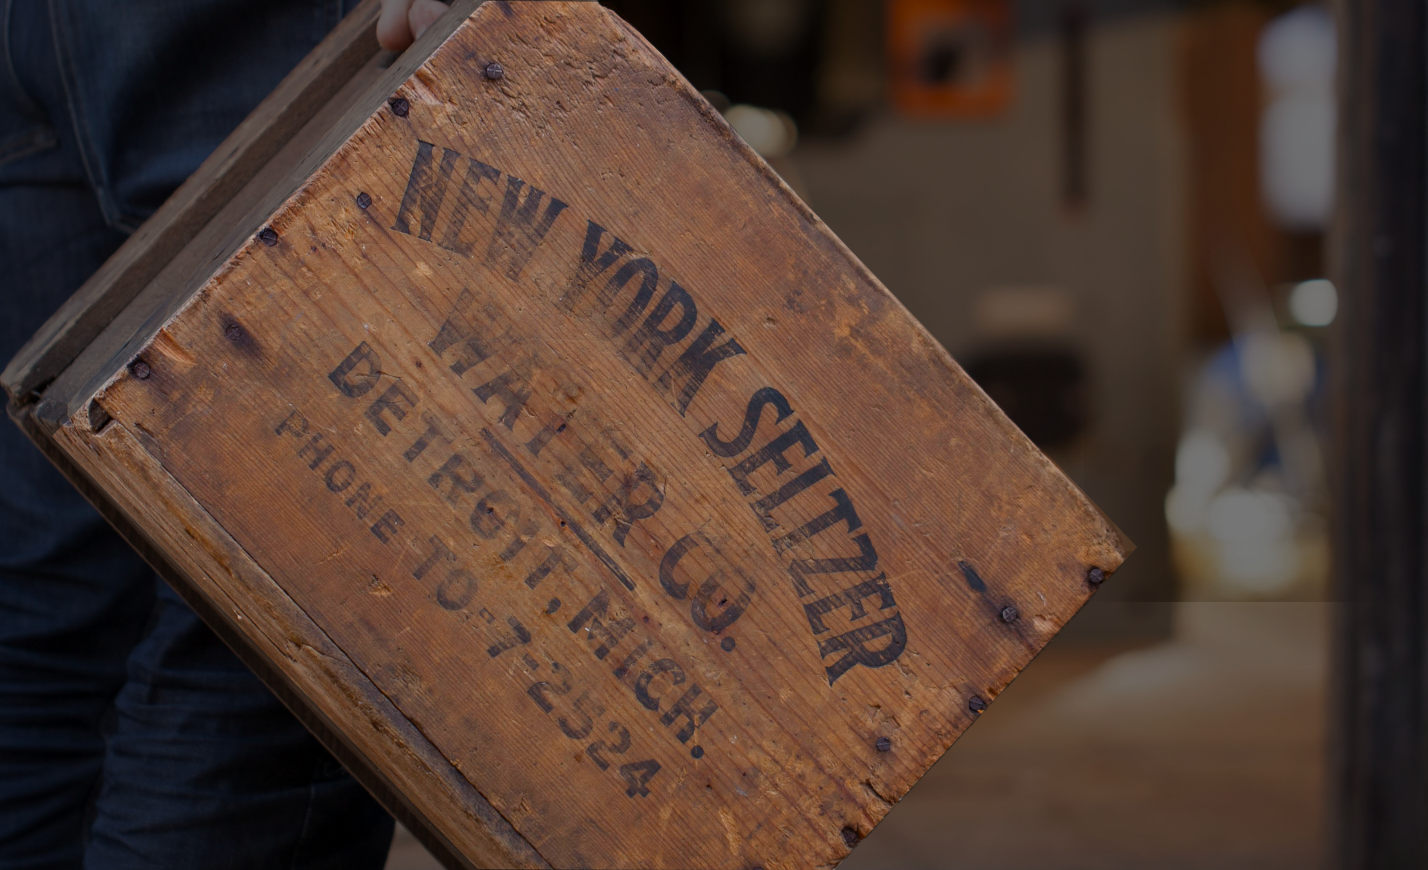 NEW YORK SELTZER
WATER CO.
DETROIT, MICH.
PHONE TO.-7-2524